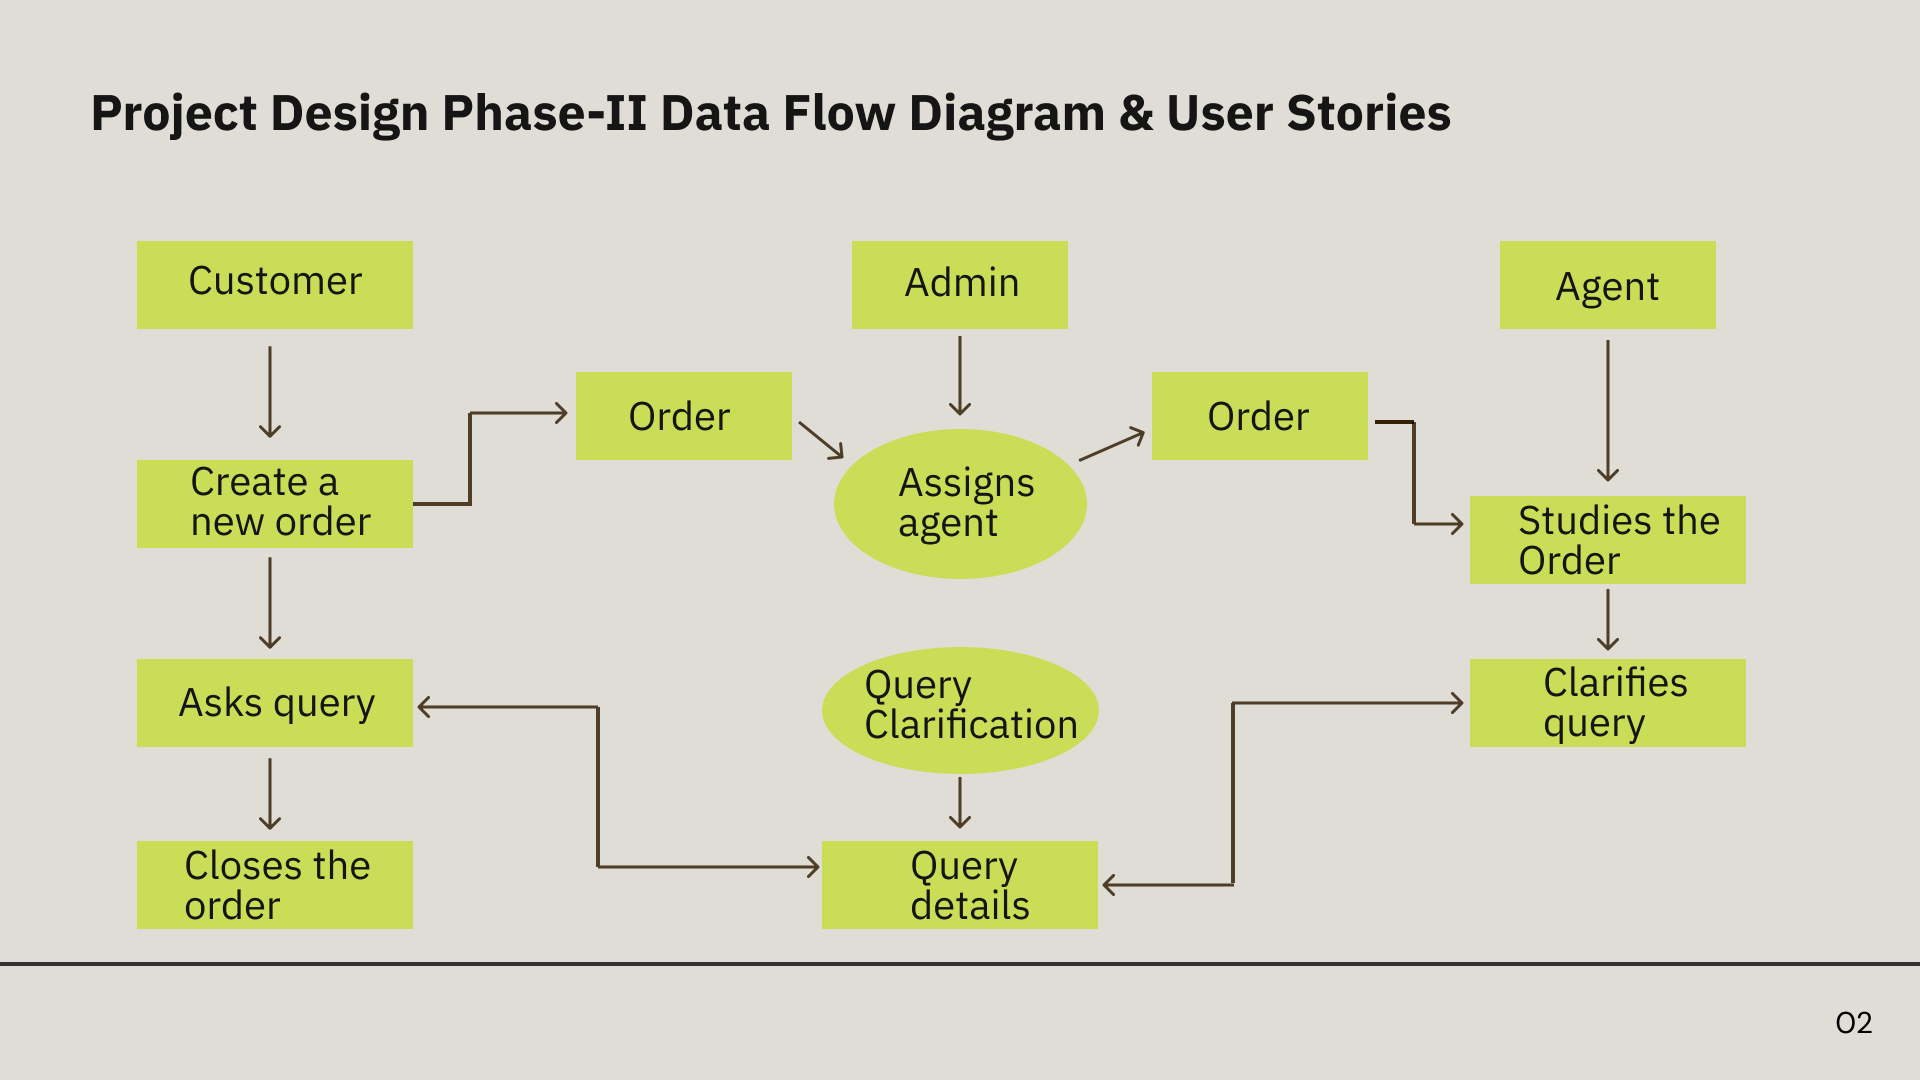 Project Design Phase-II Data Flow Diagram & User Stories
Customer
Admin
Agent
Order
Order
Create a
new order
Assigns
agent
Studies the
Order
Asks query
Query
Clarification
Clarifies
query
Closes the
order
Query
details
02